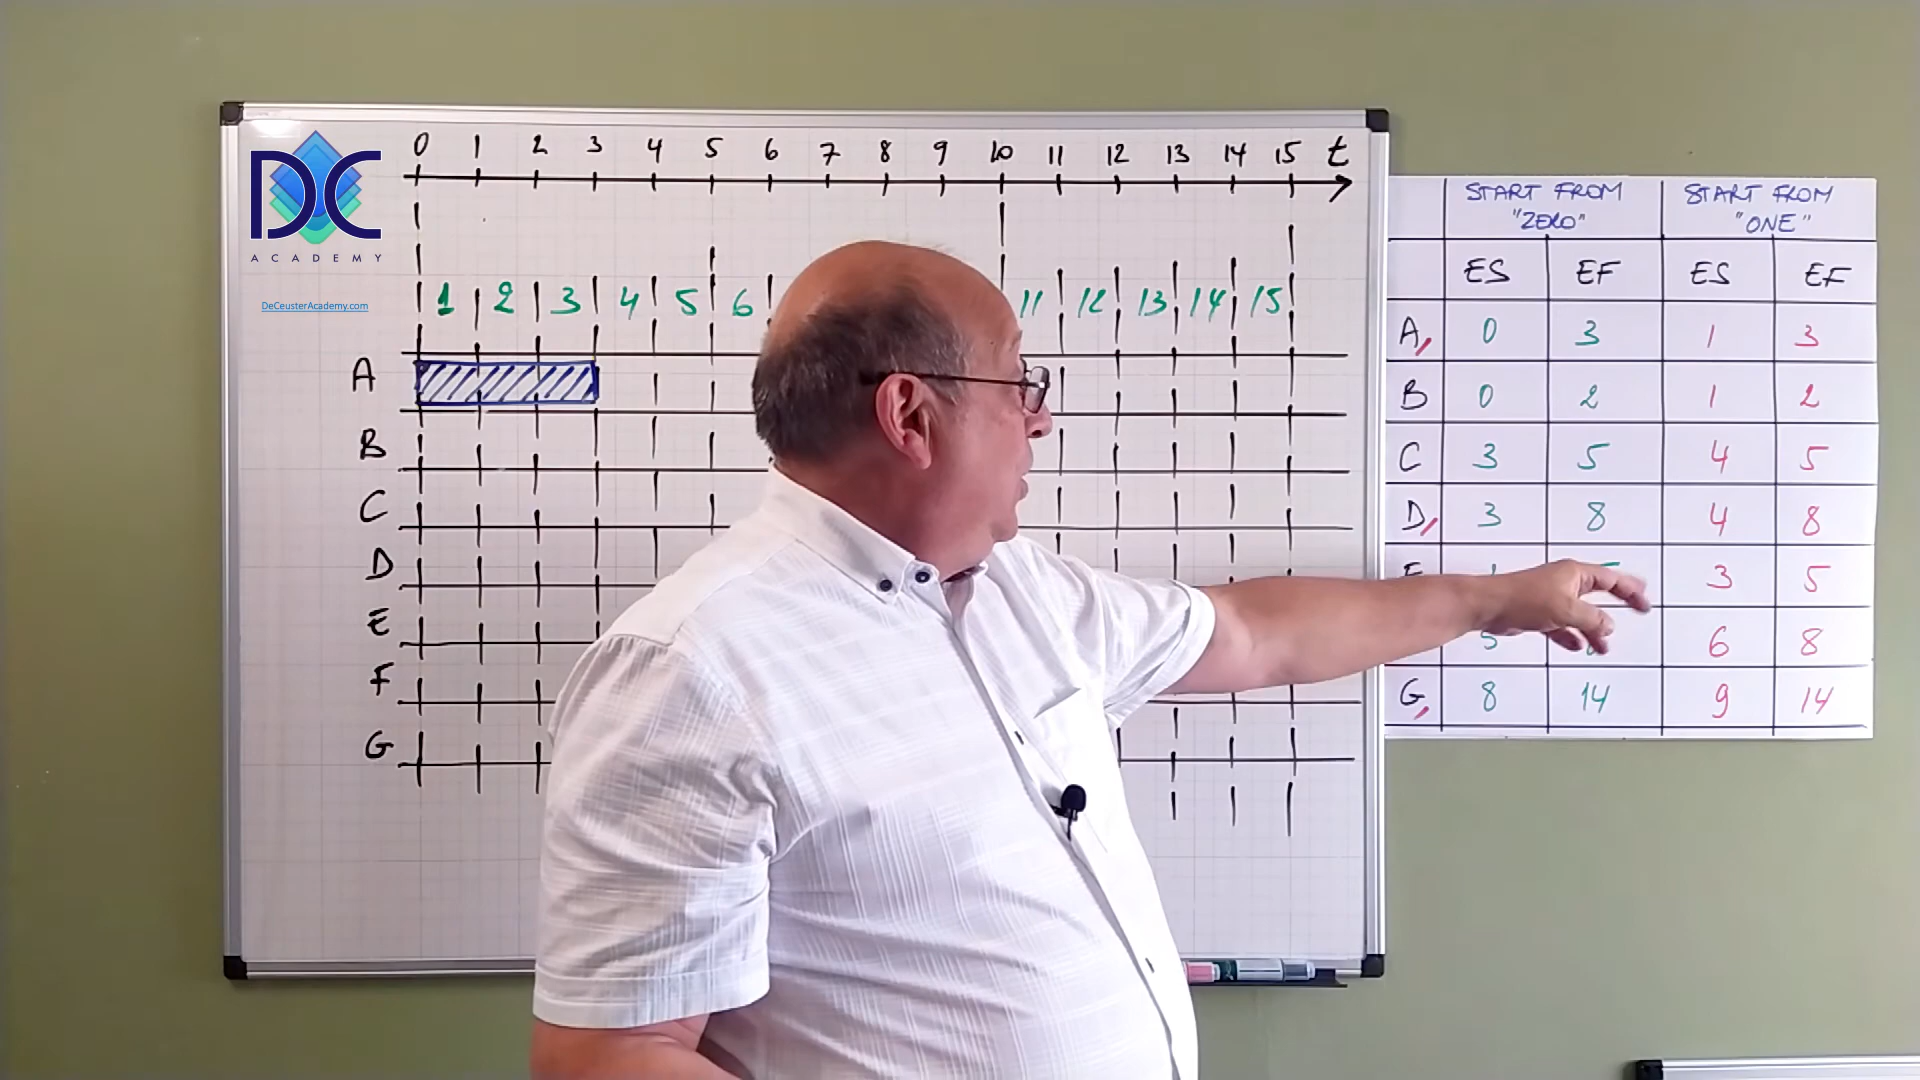 0 1 2 3 4 5 6 7 8 9 10 11 12 13 14 15 t
DC
ACADEMY
DeCeusterAcademy.com
1 2 3 4 5 6 11 12 13 14 15
A
B
C
D
E
F
G
START FROM "ZERO" START FROM "ONE"
ES EF ES EF
A, 0 3 1 3
B 0 2 1 2
C 3 5 4 5
D, 3 8 4 8
3 5
6 8
G, 8 14 9 14